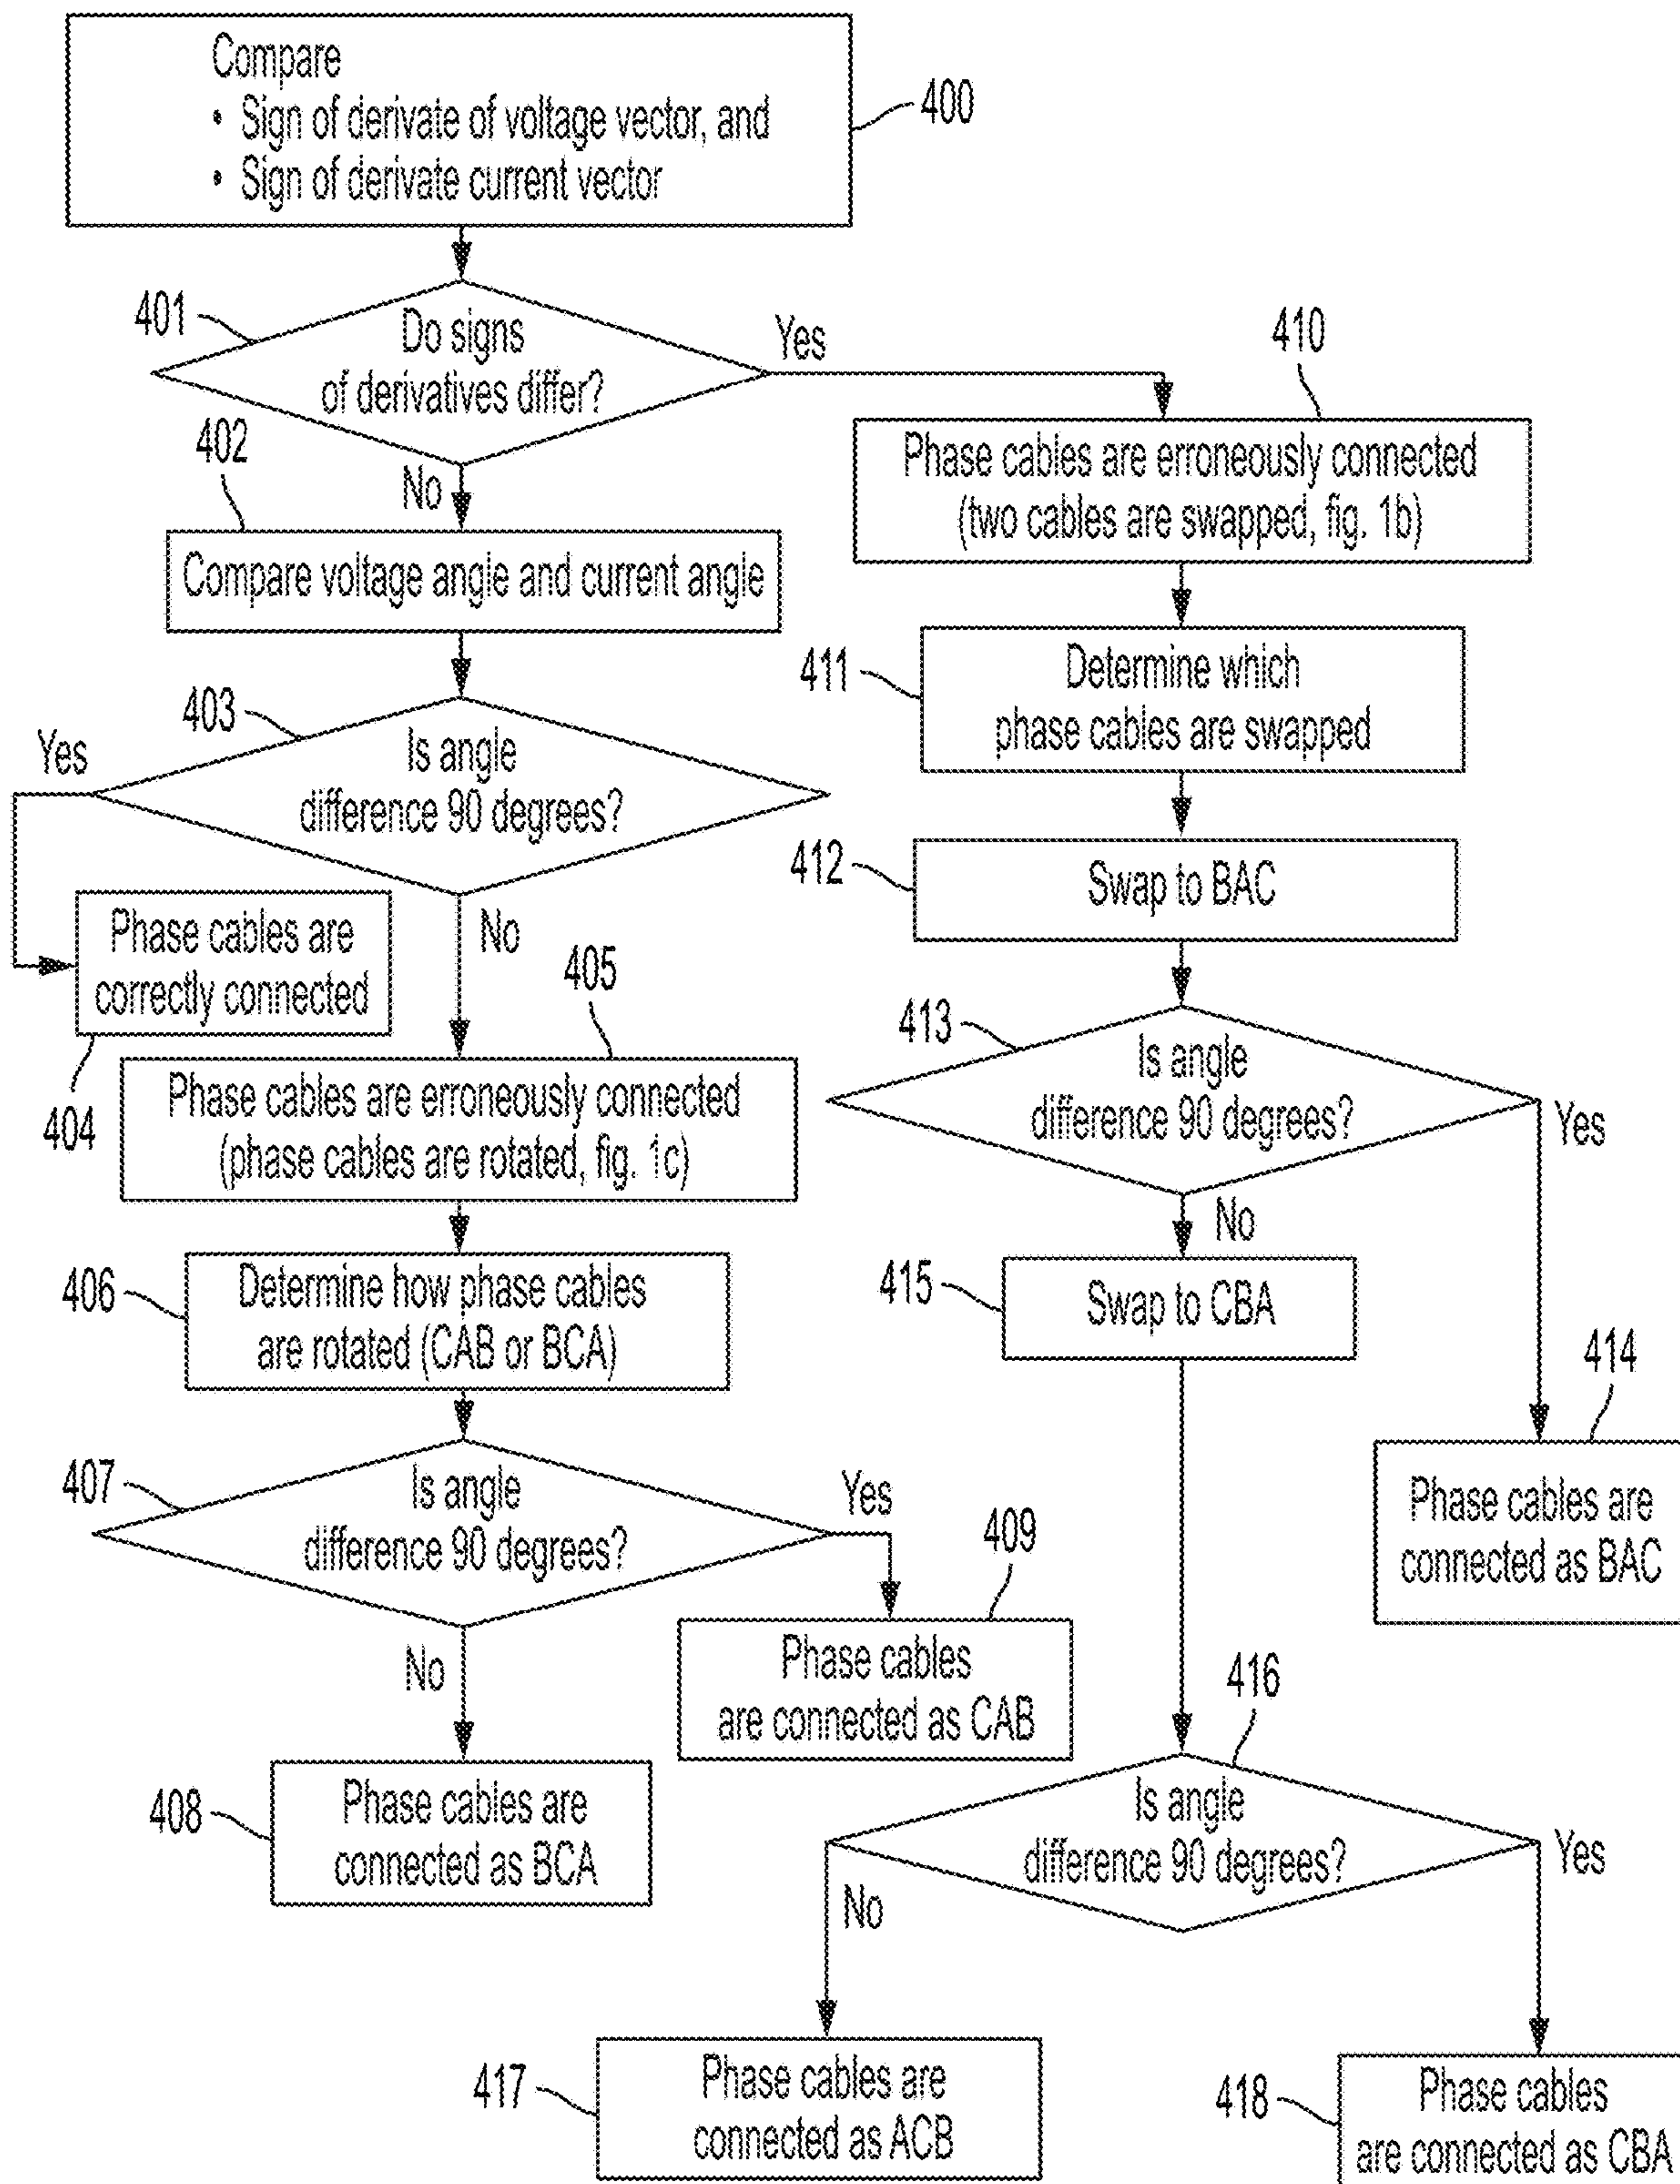 Compare
• Sign of derivate of voltage vector, and
• Sign of derivate current vector
400
401
Do signs
of derivatives differ?
Yes
No
410
Phase cables are erroneously connected
(two cables are swapped, fig. 1b)
402
Compare voltage angle and current angle
411
Determine which
phase cables are swapped
403
Is angle
difference 90 degrees?
Yes
No
412
Swap to BAC
Phase cables are
correctly connected
404
405
Phase cables are erroneously connected
(phase cables are rotated, fig. 1c)
413
Is angle
difference 90 degrees?
Yes
No
406
Determine how phase cables
are rotated (CAB or BCA)
415
Swap to CBA
414
Phase cables are
connected as BAC
407
Is angle
difference 90 degrees?
Yes
No
409
Phase cables
are connected as CAB
408
Phase cables are
connected as BCA
416
Is angle
difference 90 degrees?
No
Yes
417
Phase cables are
connected as ACB
418
Phase cables
are connected as CBA